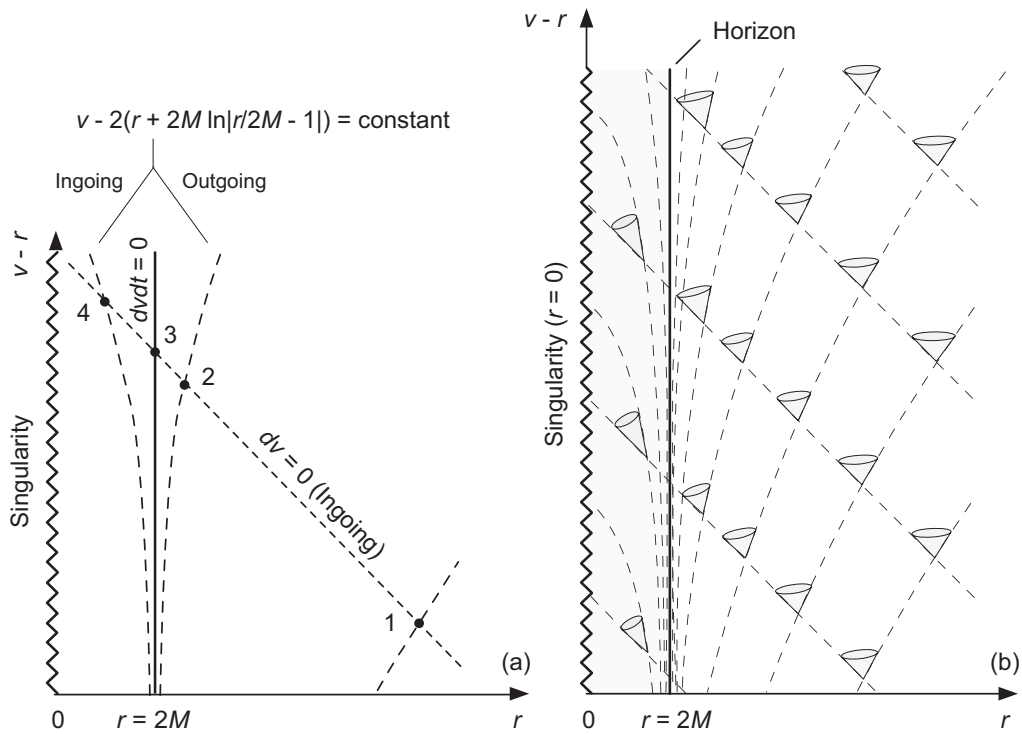 v - 2(r + 2M ln|r/2M - 1|) = constant
Ingoing
Outgoing
v - r
dvdt = 0
4
3
2
dv = 0 (Ingoing)
1
Singularity
(a)
0
r = 2M
r
v - r
Horizon
Singularity (r = 0)
(b)
0
r = 2M
r